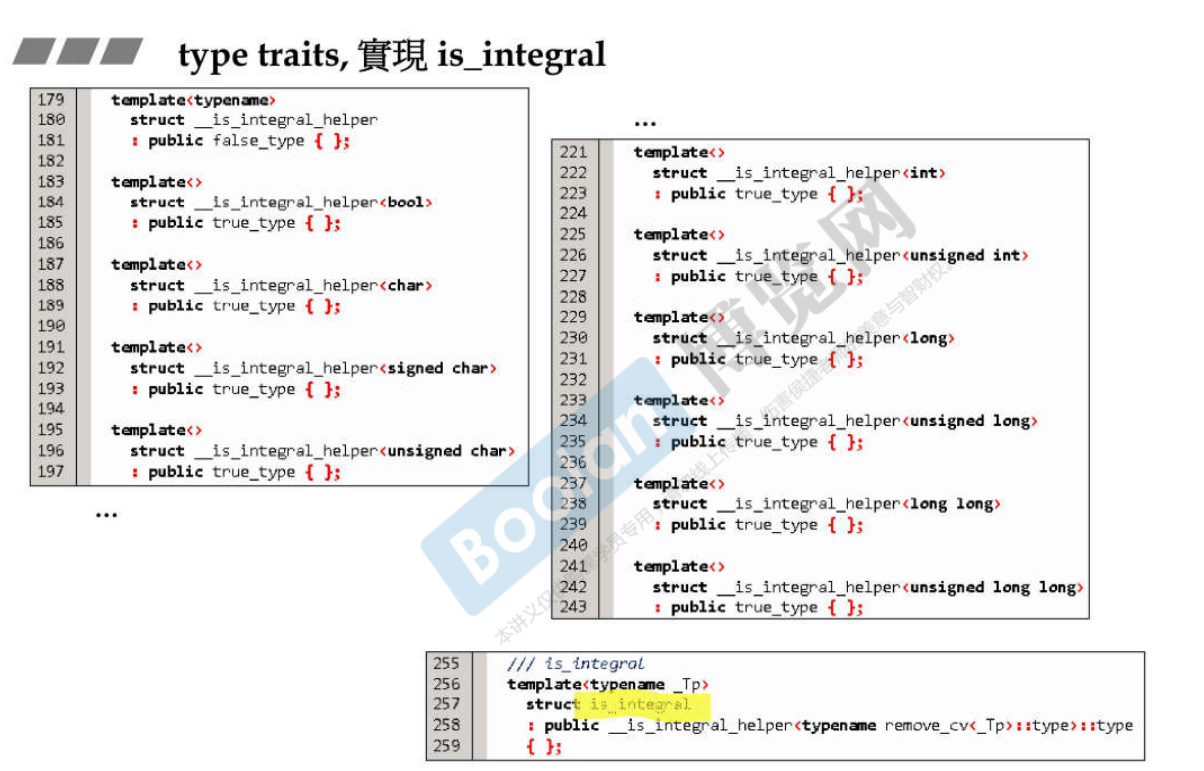 type traits, 實現 is_integral
179 template<typename>
180 struct __is_integral_helper
181 : public false_type { };
182
183 template<>
184 struct __is_integral_helper<bool>
185 : public true_type { };
186
187 template<>
188 struct __is_integral_helper<char>
189 : public true_type { };
190
191 template<>
192 struct __is_integral_helper<signed char>
193 : public true_type { };
194
195 template<>
196 struct __is_integral_helper<unsigned char>
197 : public true_type { };
...
...
221 template<>
222 struct __is_integral_helper<int>
223 : public true_type { };
224
225 template<>
226 struct __is_integral_helper<unsigned int>
227 : public true_type { };
228
229 template<>
230 struct __is_integral_helper<long>
231 : public true_type { };
232
233 template<>
234 struct __is_integral_helper<unsigned long>
235 : public true_type { };
236
237 template<>
238 struct __is_integral_helper<long long>
239 : public true_type { };
240
241 template<>
242 struct __is_integral_helper<unsigned long long>
243 : public true_type { };
255 /// is_integral
256 template<typename _Tp>
257 struct is_integral
258 : public __is_integral_helper<typename remove_cv<_Tp>::type>::type
259 { };
Boolan 博览网